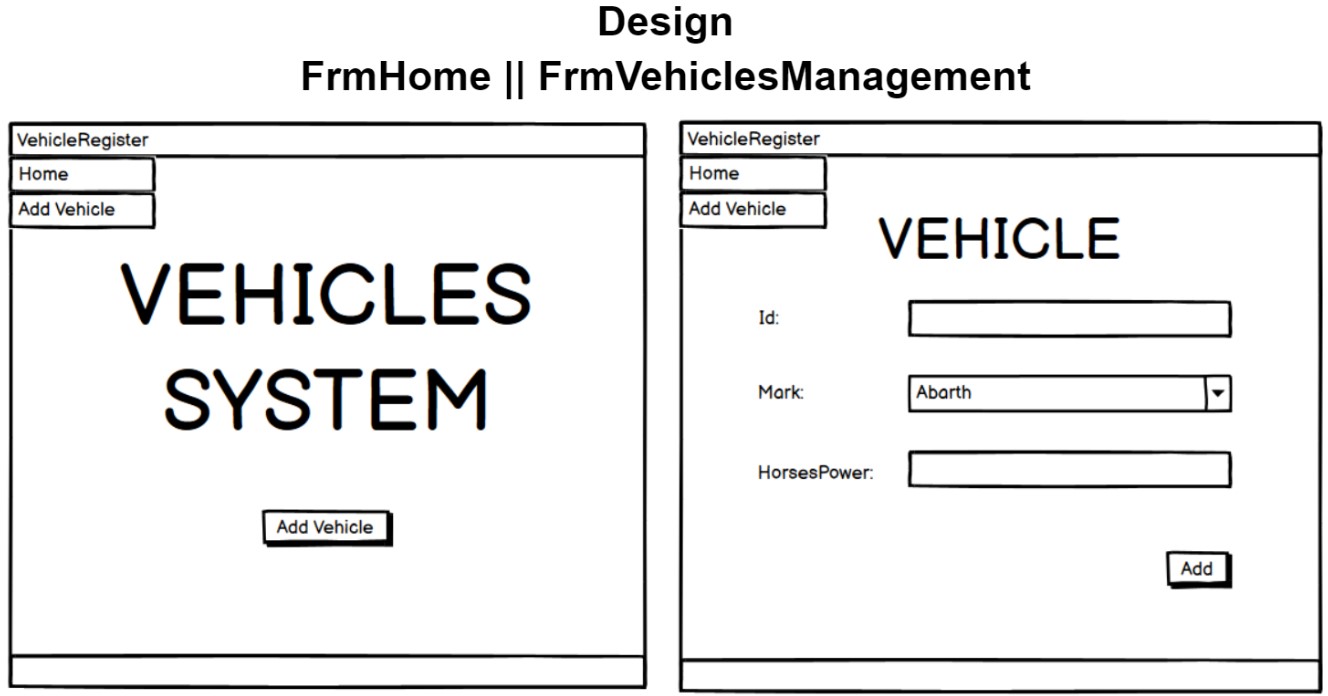 Design
FrmHome || FrmVehiclesManagement
VehicleRegister
Home
Add Vehicle
VEHICLES
SYSTEM
Add Vehicle
VehicleRegister
Home
Add Vehicle
VEHICLE
Id:
Mark: Abarth
HorsesPower:
Add